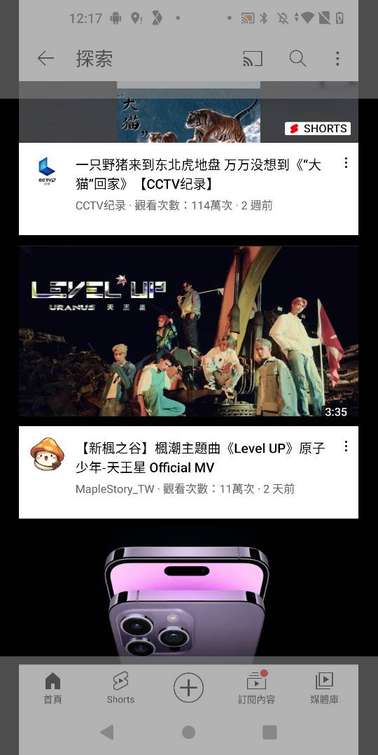 12:17
探索
大
猫
SHORTS
一只野猪来到东北虎地盘 万万没想到《“大
猫”回家》【CCTV纪录】
CCTV纪录 · 觀看次數：114萬次 · 2 週前
LEVEL UP
URANUS 天王星
3:35
【新楓之谷】楓潮主題曲《Level UP》原子
少年-天王星 Official MV
MapleStory_TW · 觀看次數：11萬次 · 2 天前
首頁
Shorts
訂閱內容
媒體庫